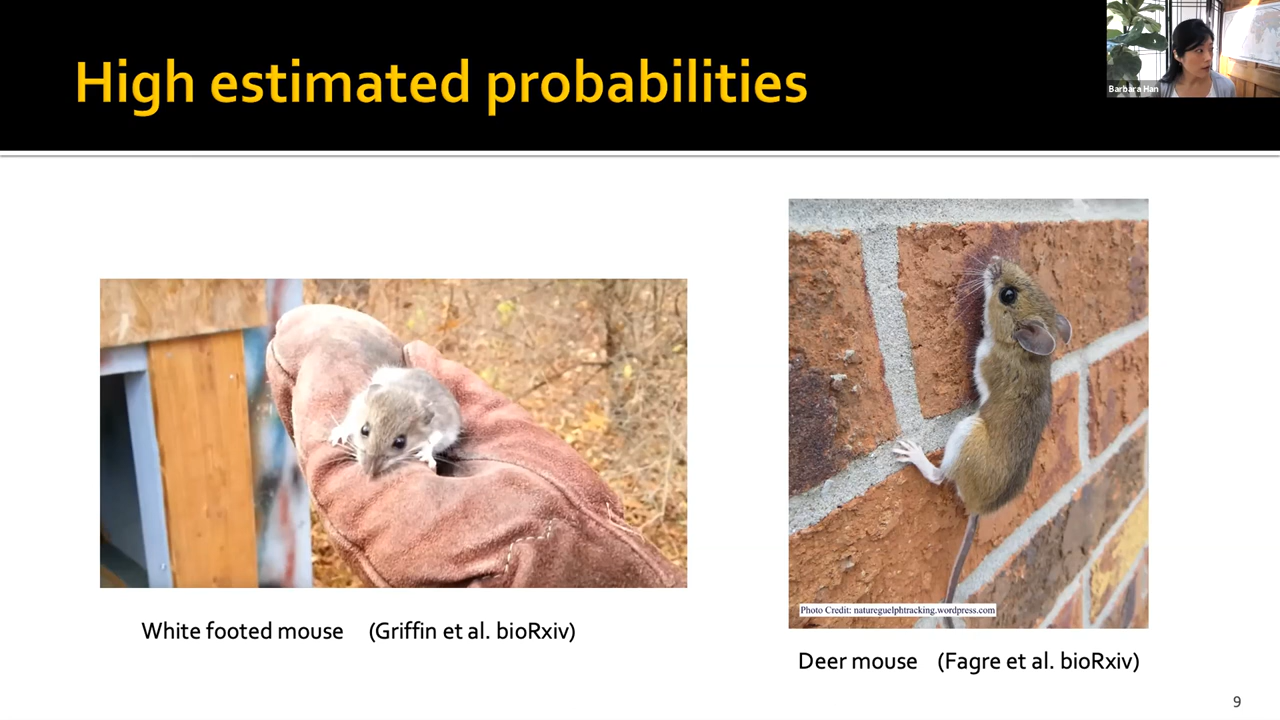 High estimated probabilities
Barbara Han
Photo Credit: natureguelphtracking.wordpress.com
White footed mouse (Griffin et al. bioRxiv)
Deer mouse (Fagre et al. bioRxiv)
9